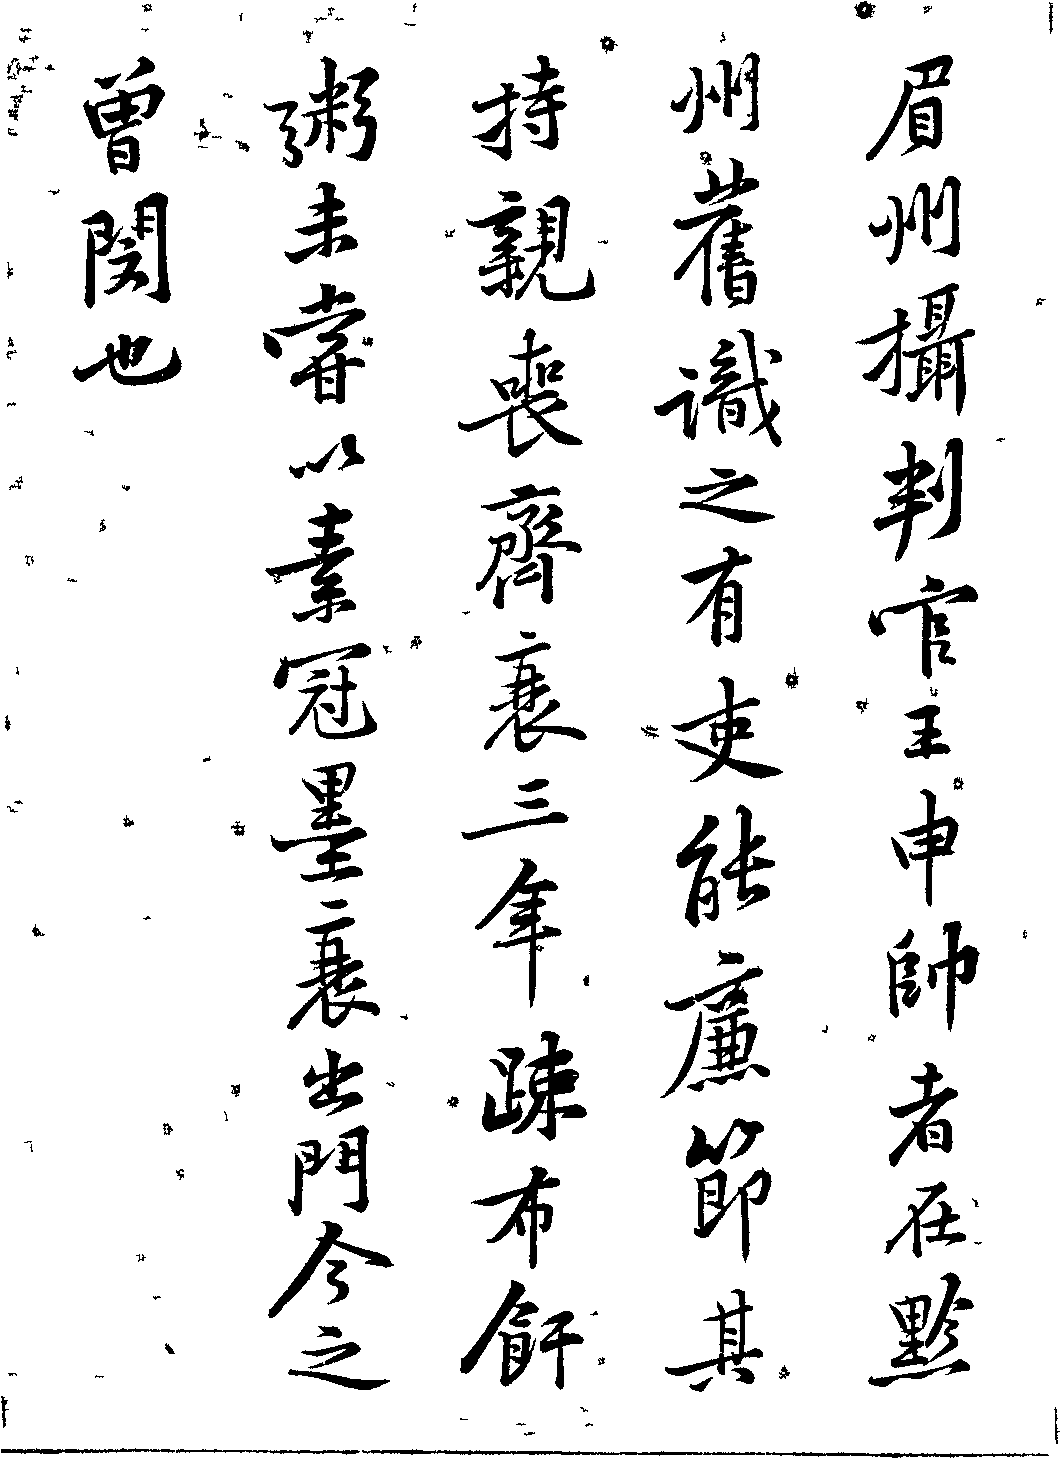 眉州攝判官王申帥者在黔
州舊識之有吏能廉節其
持親喪齊衰三年疎布飦
粥未嘗以素冠墨衰出門今之
曾閔也